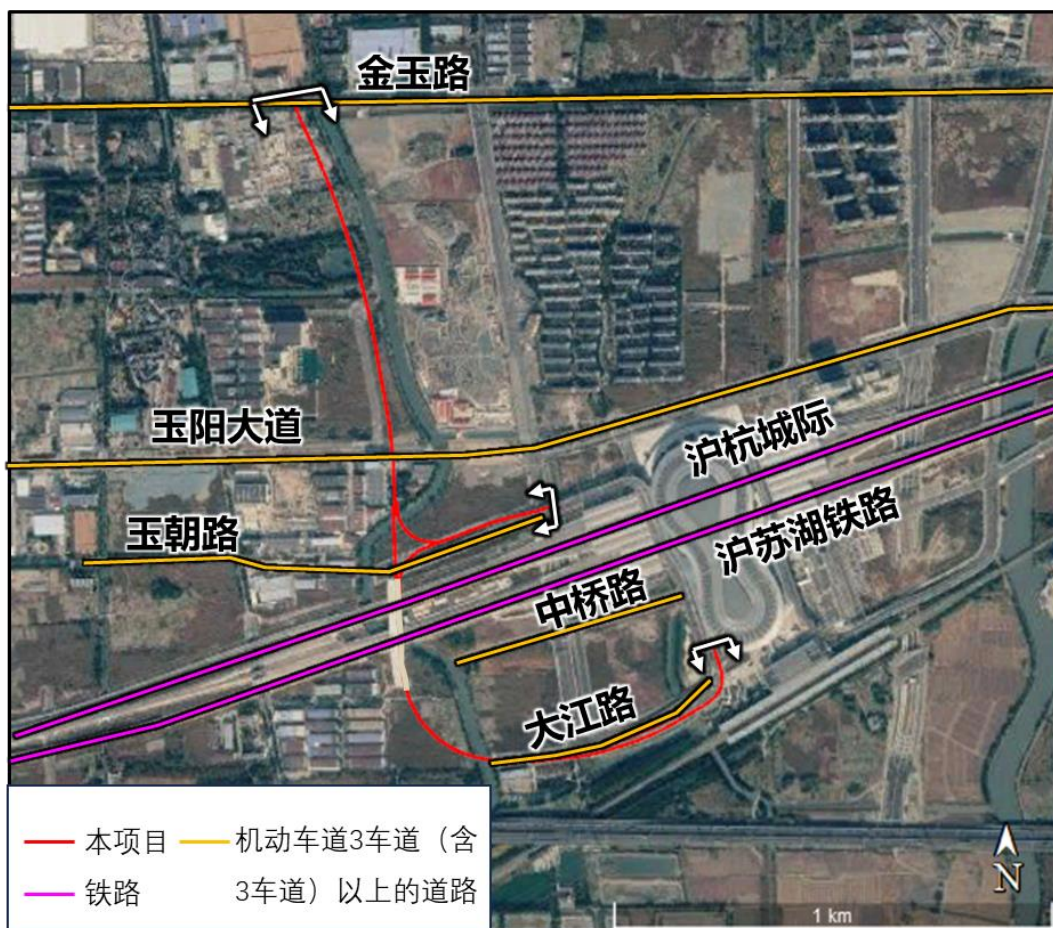 金玉路
玉阳大道
沪杭城际
玉朝路
沪苏湖铁路
中桥路
大江路
本项目
机动车道3车道（含
铁路
3车道）以上的道路
N
1 km